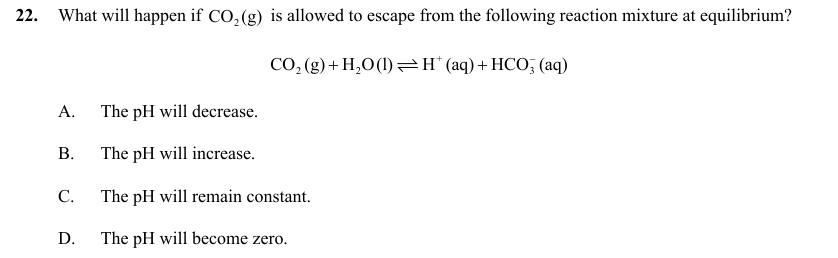 22. What will happen if CO₂(g) is allowed to escape from the following reaction mixture at equilibrium?
CO₂(g) + H₂O(l) ⇌ H⁺(aq) + HCO₃⁻(aq)
A. The pH will decrease.
B. The pH will increase.
C. The pH will remain constant.
D. The pH will become zero.